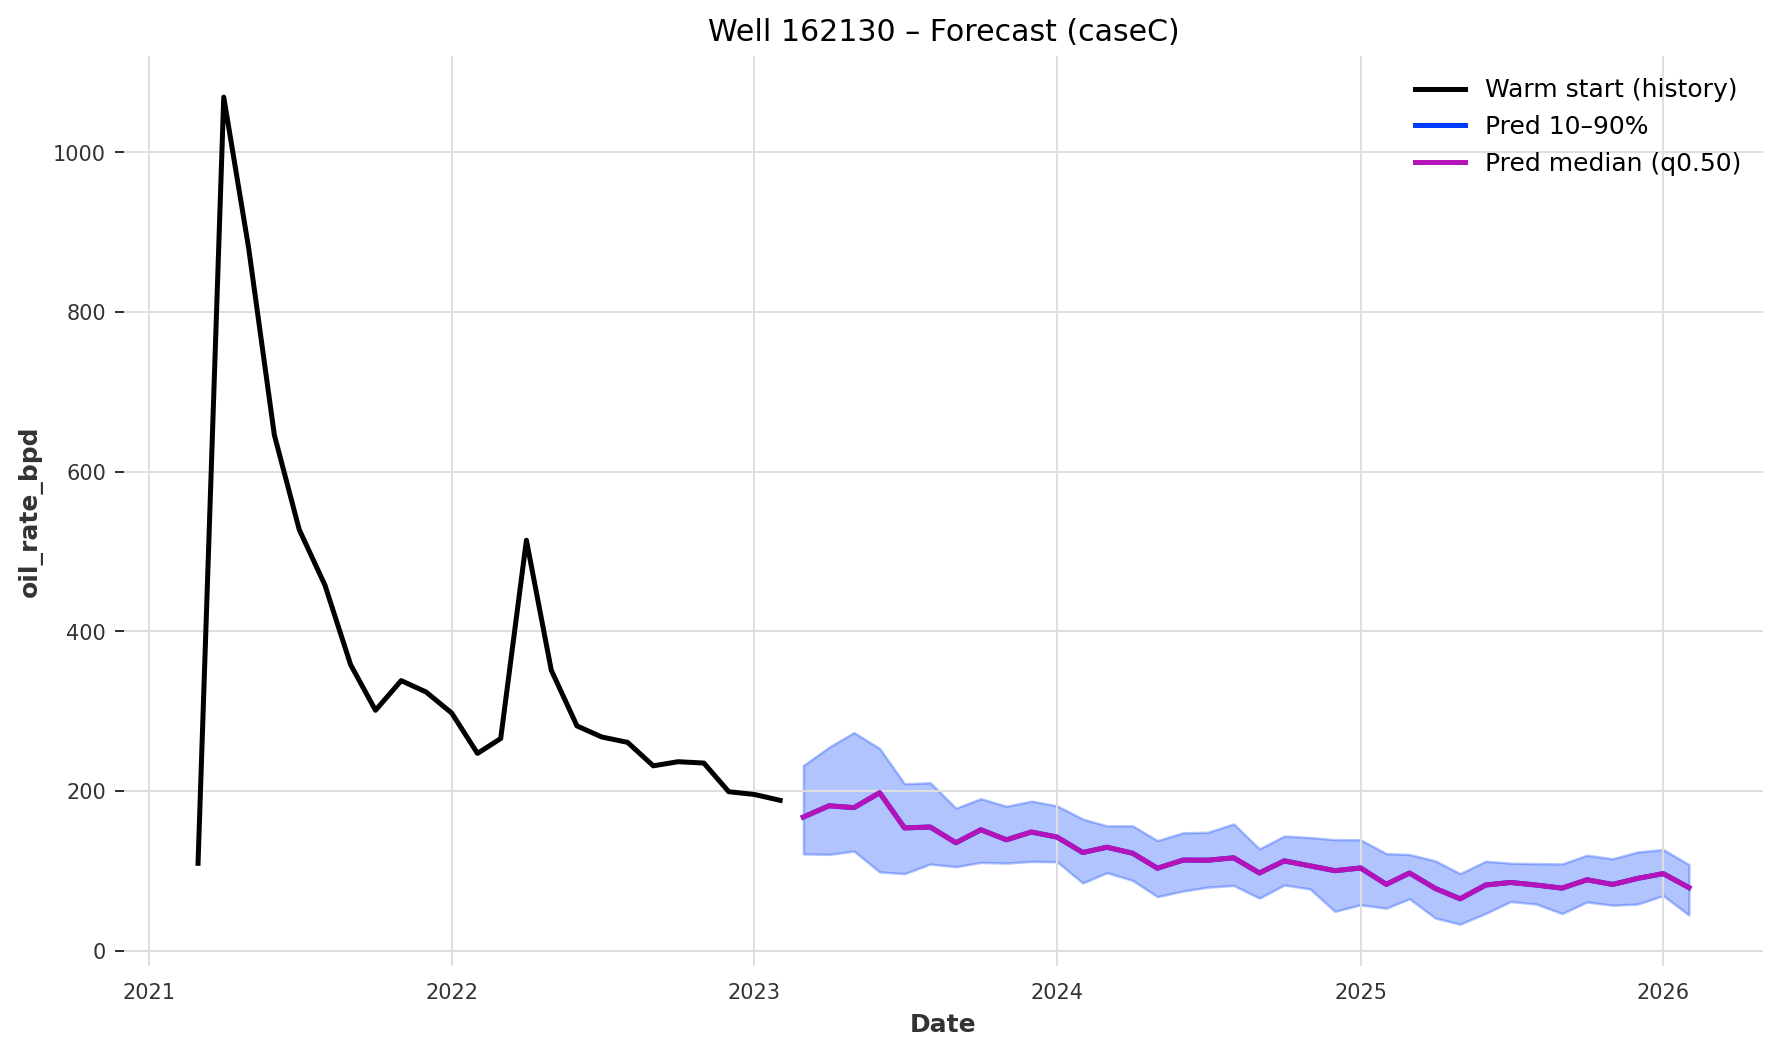 Well 162130 – Forecast (caseC)
Warm start (history)
Pred 10–90%
Pred median (q0.50)
oil_rate_bpd
1000
800
600
400
200
0
2021
2022
2023
2024
2025
2026
Date